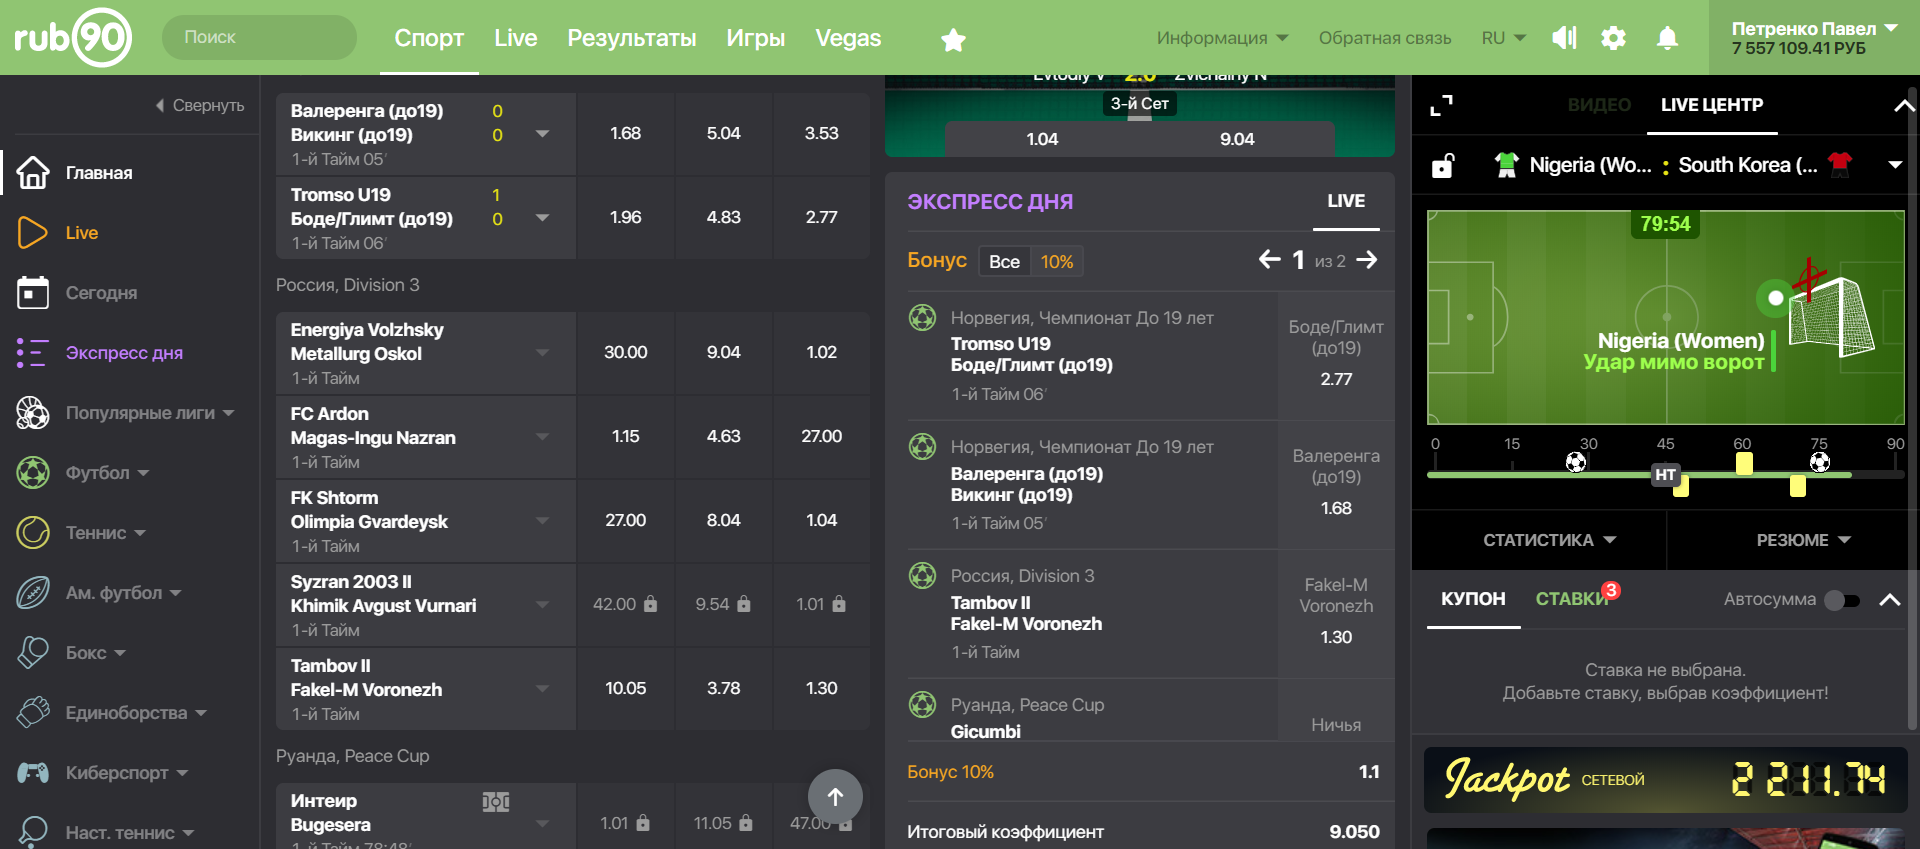 rub90
Поиск
Спорт
Live
Результаты
Игры
Vegas
Информация
Обратная связь
RU
Петренко Павел
7 557 109.41 РУБ
Свернуть
Главная
Live
Сегодня
Экспресс дня
Популярные лиги
Футбол
Теннис
Ам. футбол
Бокс
Единоборства
Киберспорт
Наст. теннис
Валеренга (до19) 0
Викинг (до19) 0
1-й Тайм 05′
1.68 5.04 3.53
Tromso U19 1
Боде/Глимт (до19) 0
1-й Тайм 06′
1.96 4.83 2.77
Россия, Division 3
Energiya Volzhsky
Metallurg Oskol
1-й Тайм
30.00 9.04 1.02
FC Ardon
Magas-Ingu Nazran
1-й Тайм
1.15 4.63 27.00
FK Shtorm
Olimpia Gvardeysk
1-й Тайм
27.00 8.04 1.04
Syzran 2003 II
Khimik Avgust Vurnari
1-й Тайм
42.00 9.54 1.01
Tambov II
Fakel-M Voronezh
1-й Тайм
10.05 3.78 1.30
Руанда, Peace Cup
Интеир
Bugesera
1-й Тайм 78:48′
1.01 11.05 47.00
Evtodiy V 2:0 Zvichainy N
3-й Сет
1.04 9.04
ЭКСПРЕСС ДНЯ
LIVE
Бонус Все 10%
1 из 2
Норвегия, Чемпионат До 19 лет
Tromso U19
Боде/Глимт (до19)
1-й Тайм 06′
Боде/Глимт
(до19)
2.77
Норвегия, Чемпионат До 19 лет
Валеренга (до19)
Викинг (до19)
1-й Тайм 05′
Валеренга
(до19)
1.68
Россия, Division 3
Tambov II
Fakel-M Voronezh
1-й Тайм
Fakel-M
Voronezh
1.30
Руанда, Peace Cup
Gicumbi
Ничья
Бонус 10% 1.1
Итоговый коэффициент 9.050
ВИДЕО
LIVE ЦЕНТР
Nigeria (Wo... : South Korea (...
79:54
Nigeria (Women)
Удар мимо ворот
0 15 30 45 60 75 90
HT
СТАТИСТИКА
РЕЗЮМЕ
КУПОН
СТАВКИ 3
Автосумма
Ставка не выбрана.
Добавьте ставку, выбрав коэффициент!
Jackpot СЕТЕВОЙ 2 211.74